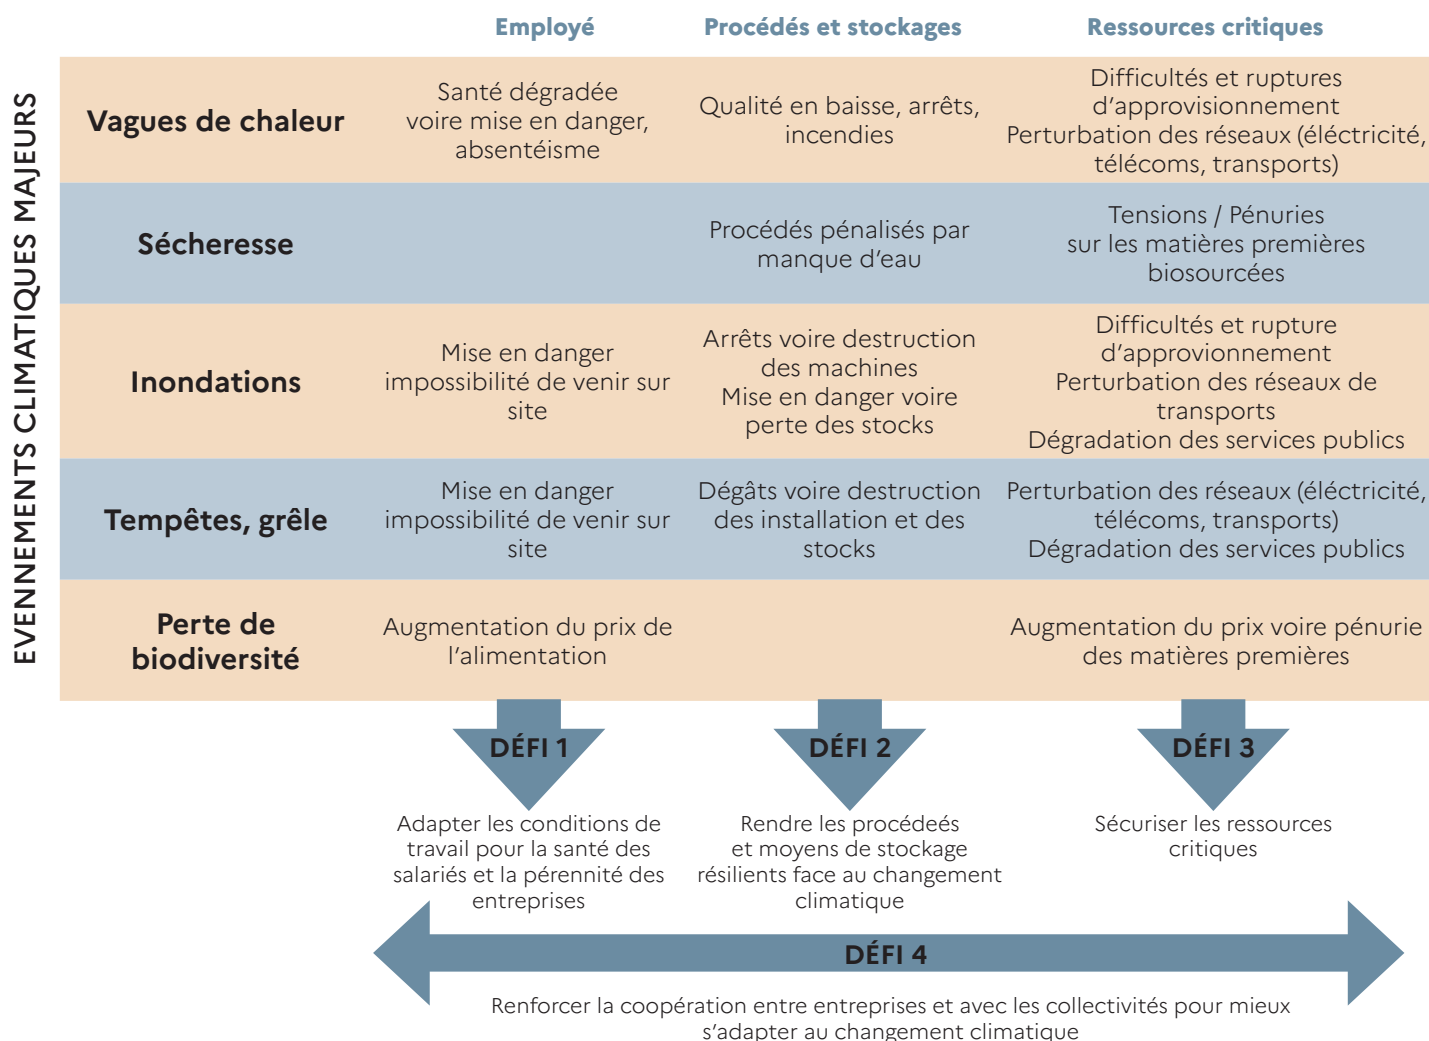 Employé
Procédés et stockages
Ressources critiques
EVENNEMENTS CLIMATIQUES MAJEURS
Vagues de chaleur
Santé dégradée
voire mise en danger,
absentéisme
Qualité en baisse, arrêts,
incendies
Difficultés et ruptures
d'approvisionnement
Perturbation des réseaux (éléctricité,
télécoms, transports)
Sécheresse
Procédés pénalisés par
manque d'eau
Tensions / Pénuries
sur les matières premières
biosourcées
Inondations
Mise en danger
impossibilité de venir sur
site
Arrêts voire destruction
des machines
Mise en danger voire
perte des stocks
Difficultés et rupture
d'approvionnement
Perturbation des réseaux de
transports
Dégradation des services publics
Tempêtes, grêle
Mise en danger
impossibilité de venir sur
site
Dégâts voire destruction
des installation et des
stocks
Perturbation des réseaux (éléctricité,
télécoms, transports)
Dégradation des services publics
Perte de
biodiversité
Augmentation du prix de
l'alimentation
Augmentation du prix voire pénurie
des matières premières
DÉFI 1
DÉFI 2
DÉFI 3
Adapter les conditions de
travail pour la santé des
salariés et la pérennité des
entreprises
Rendre les procédeés
et moyens de stockage
résilients face au changement
climatique
Sécuriser les ressources
critiques
DÉFI 4
Renforcer la coopération entre entreprises et avec les collectivités pour mieux
s'adapter au changement climatique